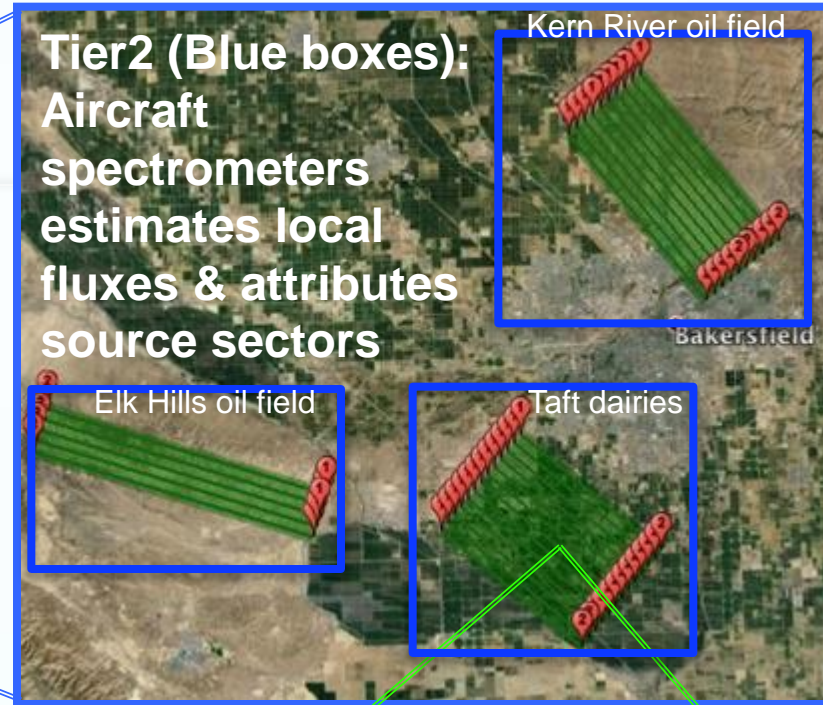 Kern River oil field
Tier2 (Blue boxes):
Aircraft
spectrometers
estimates local
fluxes & attributes
source sectors
Bakersfield
Elk Hills oil field
Taft dairies